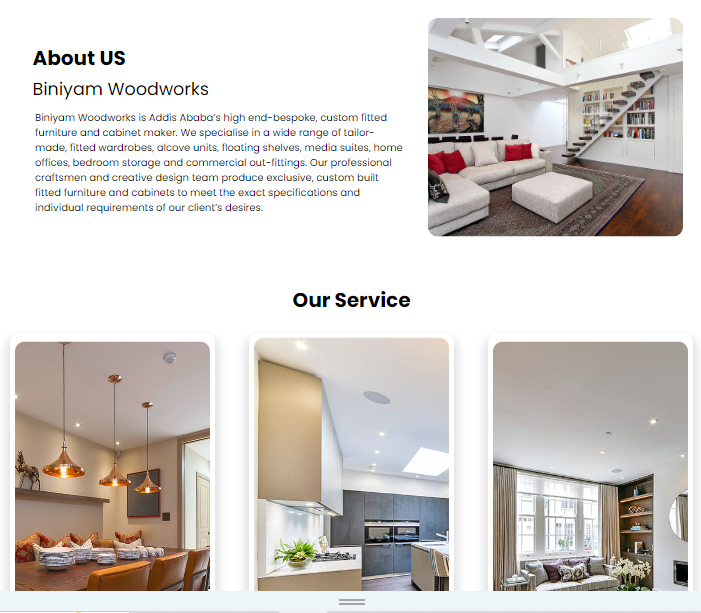 About US
Biniyam Woodworks
Biniyam Woodworks is Addis Ababa's high end-bespoke, custom fitted
furniture and cabinet maker. We specialise in a wide range of tailor-
made, fitted wardrobes, alcove units, floating shelves, media suites, home
offices, bedroom storage and commercial out-fittings. Our professional
craftsmen and creative design team produce exclusive, custom built
fitted furniture and cabinets to meet the exact specifications and
individual requirements of our client's desires.
Our Service